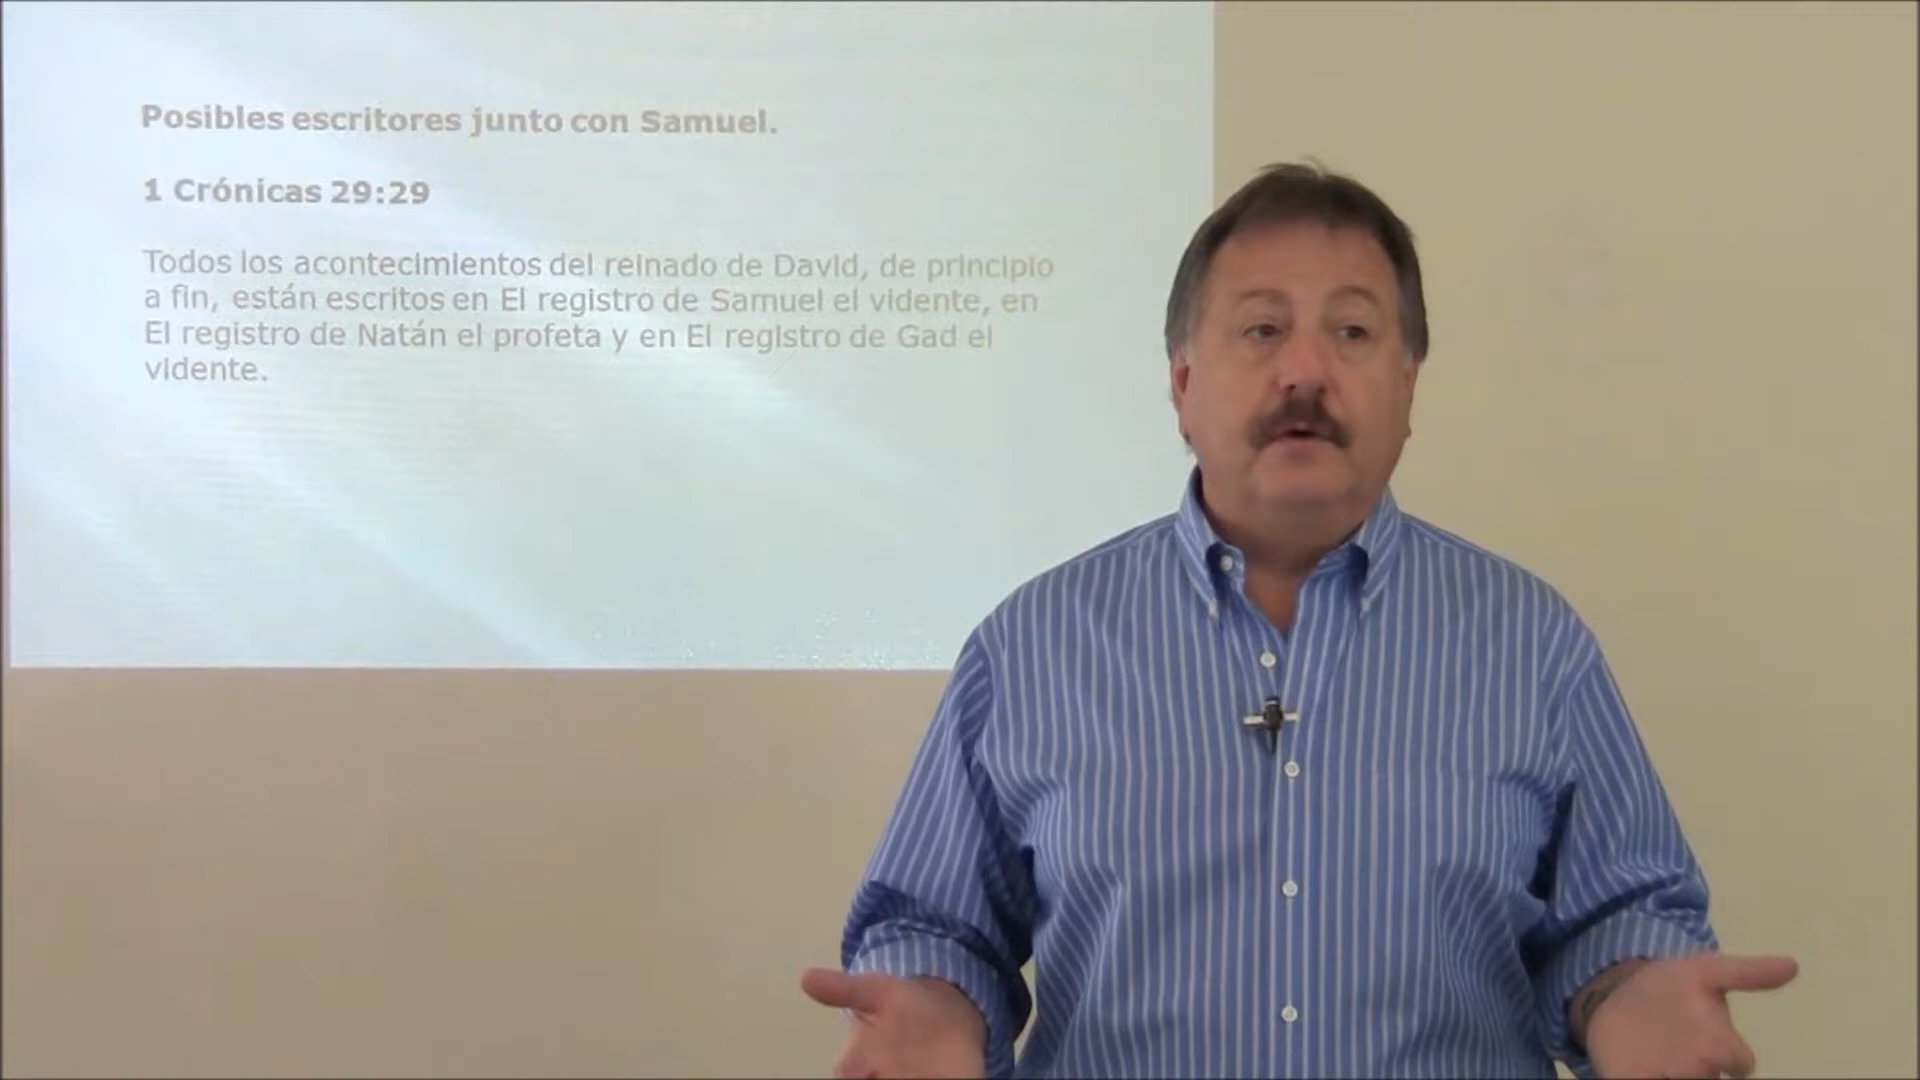 Posibles escritores junto con Samuel.
1 Crónicas 29:29
Todos los acontecimientos del reinado de David, de principio
a fin, están escritos en El registro de Samuel el vidente, en
El registro de Natán el profeta y en El registro de Gad el
vidente.